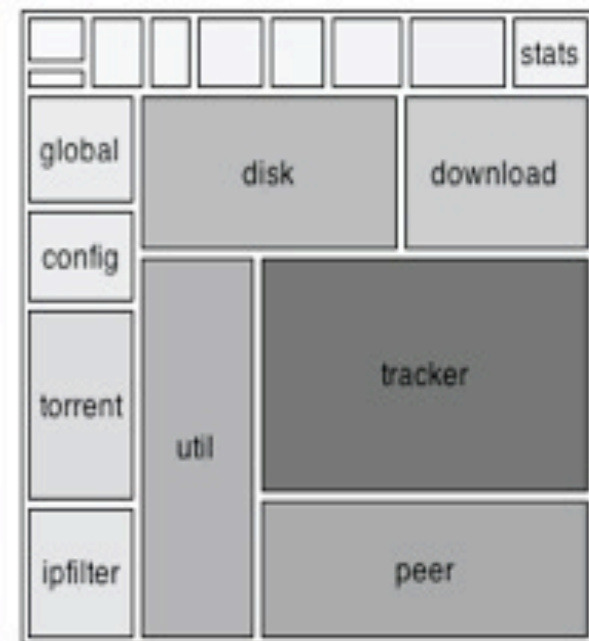 stats
global
disk
download
config
tracker
torrent
util
ipfilter
peer